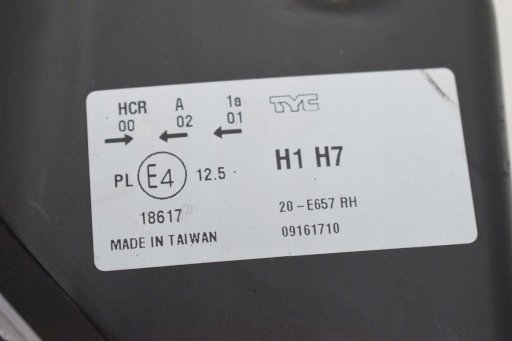 HCR A 1a TYC
00 02 01
→ ← ←
H1 H7
PL E4 12.5
18617
20-E657 RH
MADE IN TAIWAN
09161710